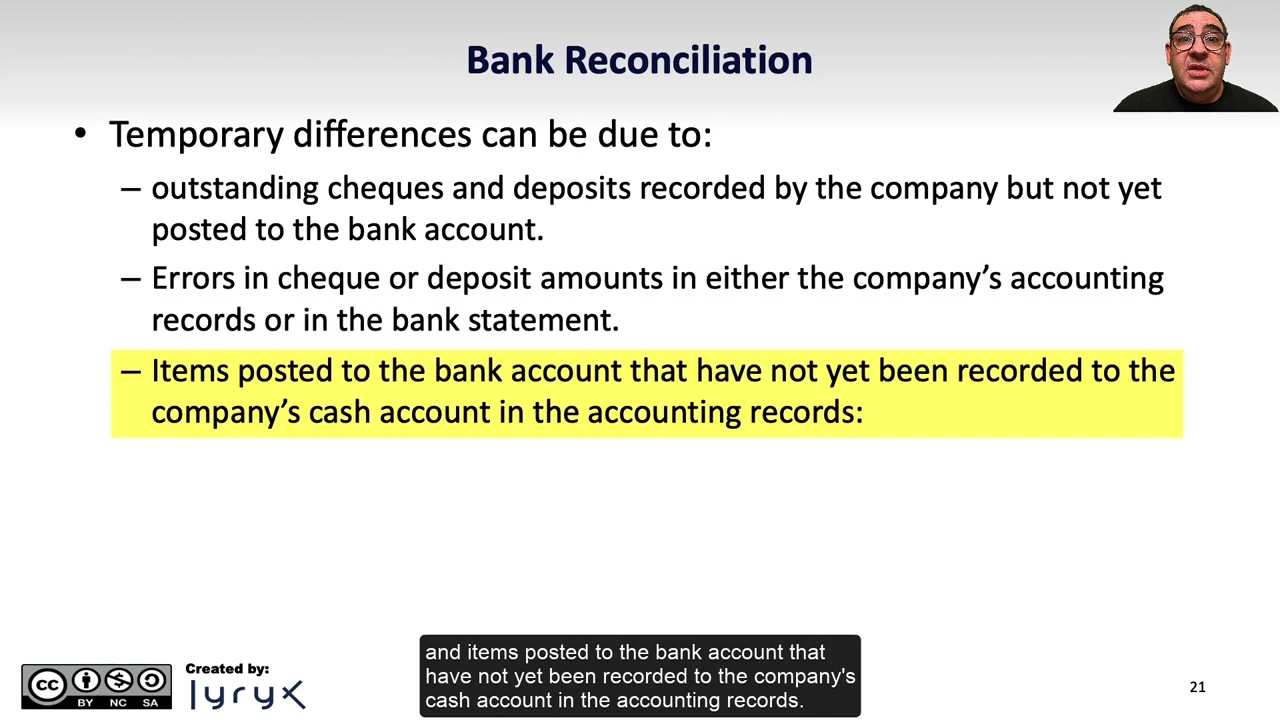 Bank Reconciliation
• Temporary differences can be due to:
– outstanding cheques and deposits recorded by the company but not yet
posted to the bank account.
– Errors in cheque or deposit amounts in either the company’s accounting
records or in the bank statement.
– Items posted to the bank account that have not yet been recorded to the
company’s cash account in the accounting records:
and items posted to the bank account that
have not yet been recorded to the company's
cash account in the accounting records.
Created by:
lyryx
cc
BY NC SA
21